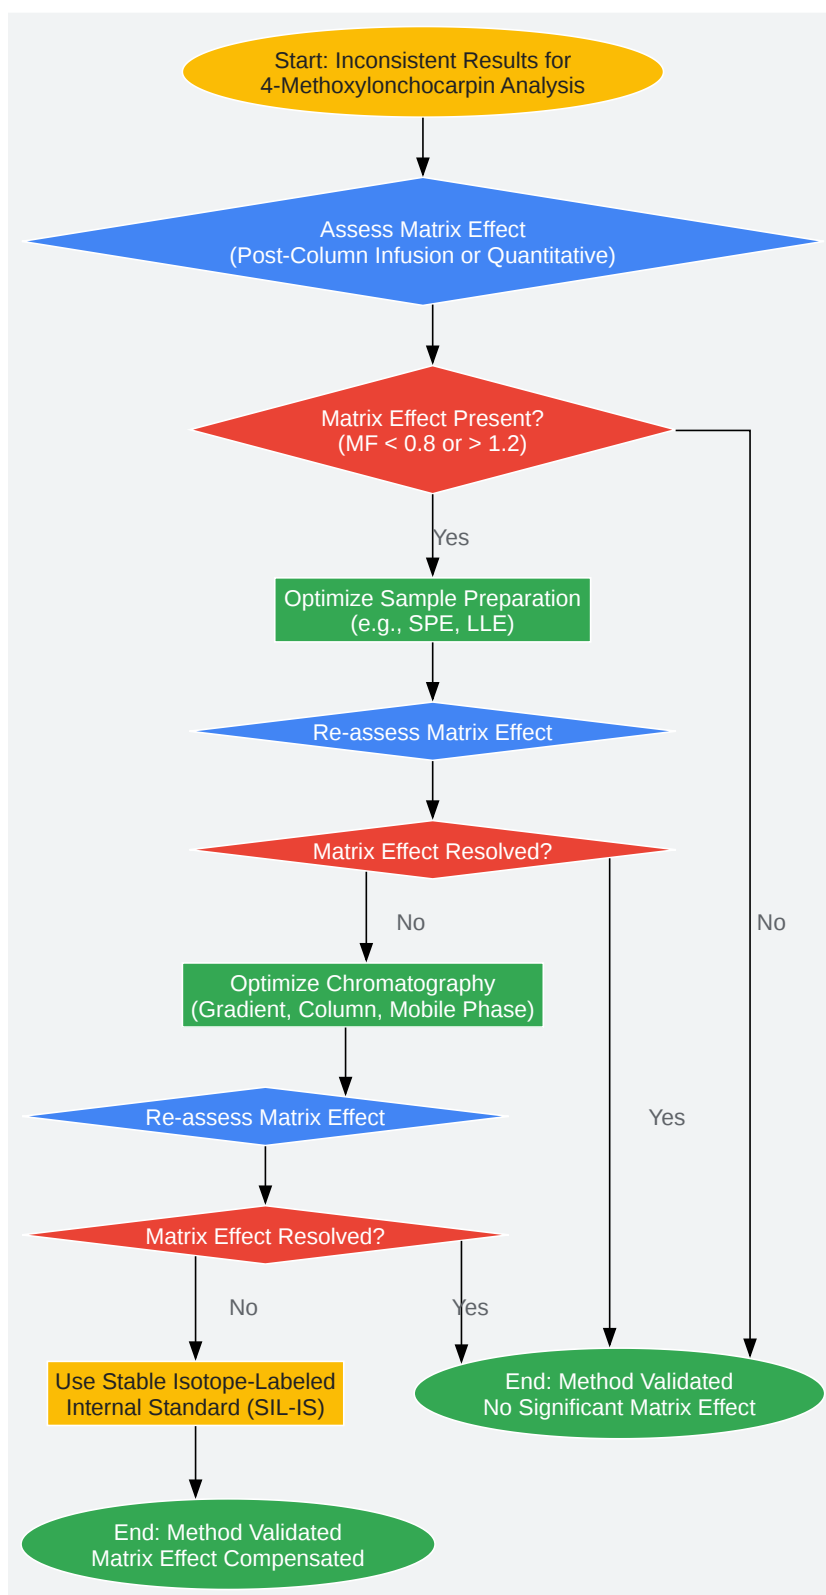 Start: Inconsistent Results for
4-Methoxylonchocarpin Analysis
Assess Matrix Effect
(Post-Column Infusion or Quantitative)
Matrix Effect Present?
(MF < 0.8 or > 1.2)
Yes
Optimize Sample Preparation
(e.g., SPE, LLE)
Re-assess Matrix Effect
Matrix Effect Resolved?
No
No
Optimize Chromatography
(Gradient, Column, Mobile Phase)
Re-assess Matrix Effect
Yes
Matrix Effect Resolved?
No
Yes
Use Stable Isotope-Labeled
Internal Standard (SIL-IS)
End: Method Validated
No Significant Matrix Effect
End: Method Validated
Matrix Effect Compensated